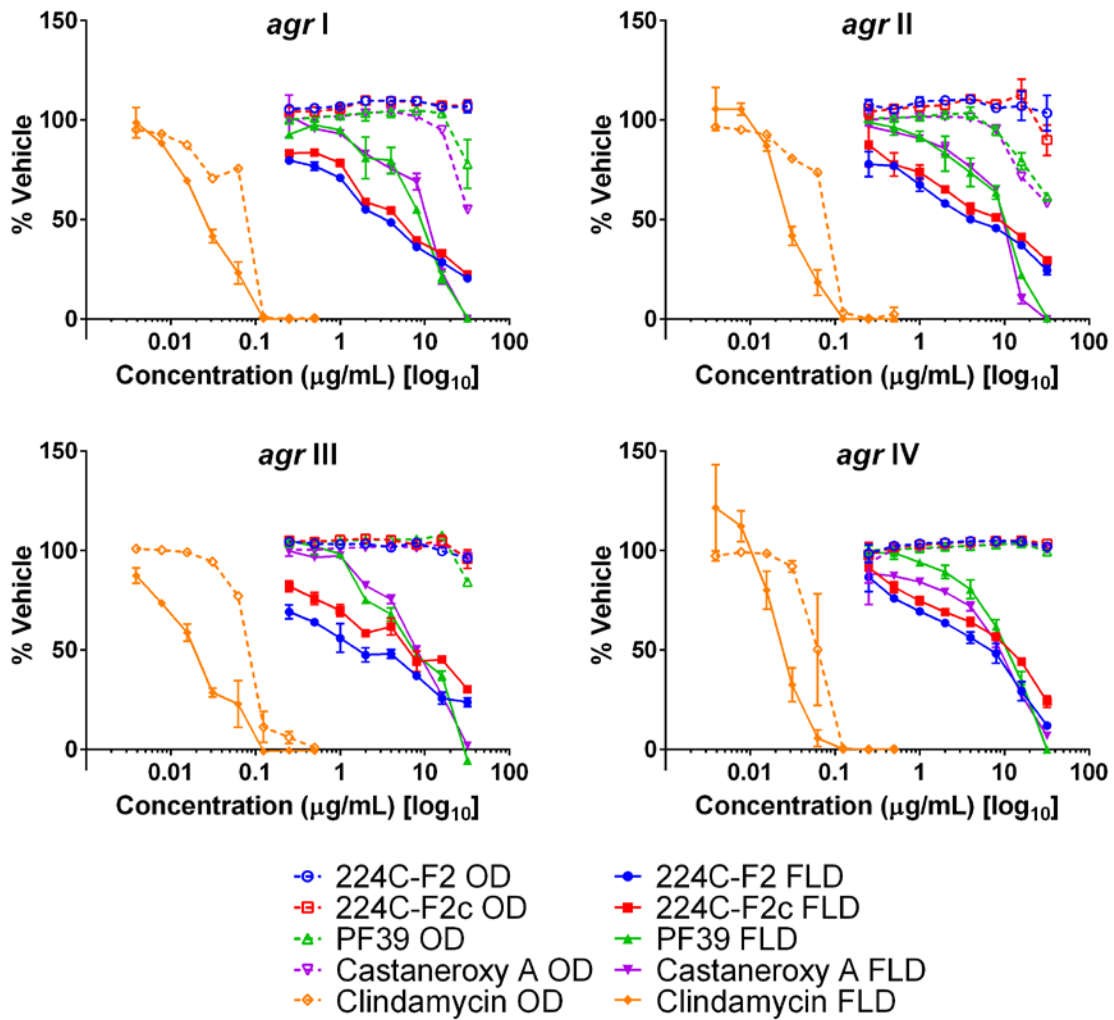 agr I
agr II
150
100
50
0
% Vehicle
0.01 0.1 1 10 100
Concentration (μg/mL) [log10]
150
100
50
0
% Vehicle
0.01 0.1 1 10 100
Concentration (μg/mL) [log10]
agr III
agr IV
150
100
50
0
% Vehicle
0.01 0.1 1 10 100
Concentration (μg/mL) [log10]
150
100
50
0
% Vehicle
0.01 0.1 1 10 100
Concentration (μg/mL) [log10]
224C-F2 OD
224C-F2 FLD
224C-F2c OD
224C-F2c FLD
PF39 OD
PF39 FLD
Castaneroxy A OD
Castaneroxy A FLD
Clindamycin OD
Clindamycin FLD